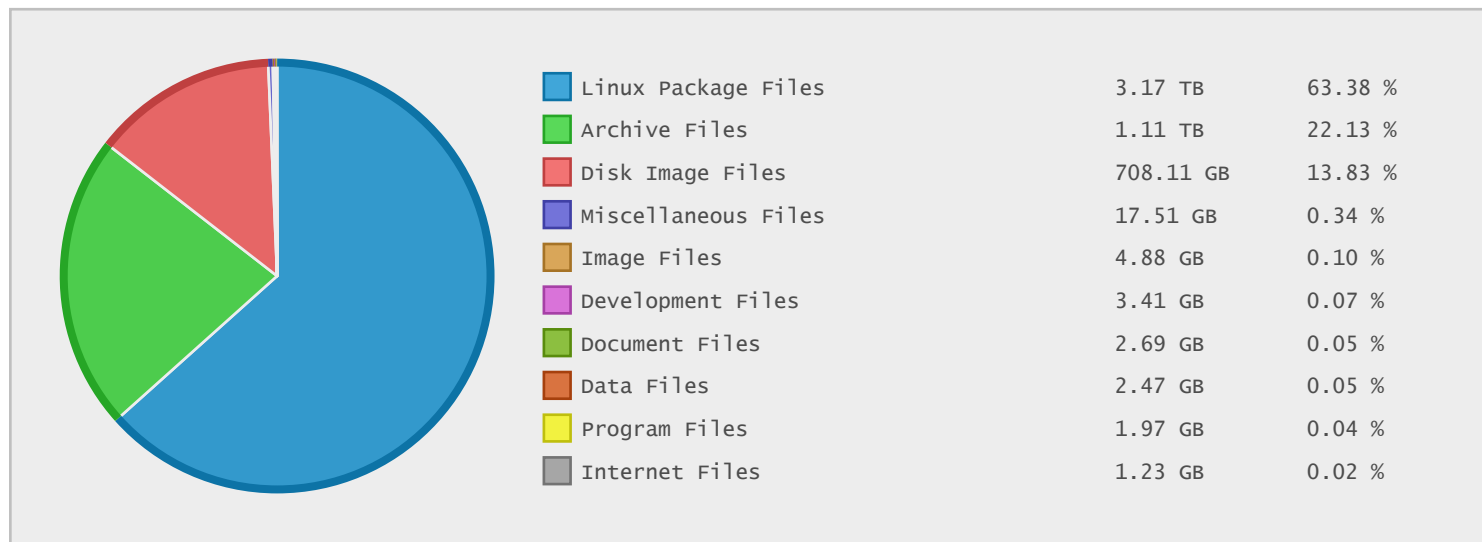 Linux Package Files 3.17 TB 63.38 %
Archive Files 1.11 TB 22.13 %
Disk Image Files 708.11 GB 13.83 %
Miscellaneous Files 17.51 GB 0.34 %
Image Files 4.88 GB 0.10 %
Development Files 3.41 GB 0.07 %
Document Files 2.69 GB 0.05 %
Data Files 2.47 GB 0.05 %
Program Files 1.97 GB 0.04 %
Internet Files 1.23 GB 0.02 %